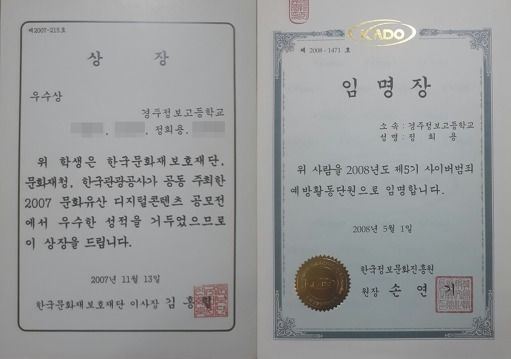 제2007-215호
상 장
우수상
경주정보고등학교
정희용,
위 학생은 한국문화재보호재단,
문화재청, 한국관광공사가 공동 주최한
2007 문화유산 디지털콘텐츠 공모전
에서 우수한 성적을 거두었으므로
이 상장을 드립니다.
2007년 11월 13일
한국문화재보호재단 이사장 김 홍 렬
KADO
제 2008 - 1471 호
임 명 장
소 속 : 경주정보고등학교
성 명 : 정 희 용
위 사람을 2008년도 제5기 사이버범죄
예방활동단원으로 임명합니다.
2008년 5월 1일
한국정보문화진흥원
원장 손 연 기